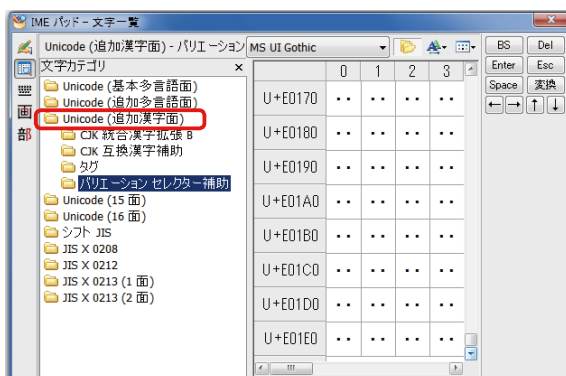 IME パッド - 文字一覧
Unicode (追加漢字面) - バリエーション MS UI Gothic
BS Del
Enter Esc
Space 変換
←→↑↓
文字カテゴリ ×
Unicode (基本多言語面)
Unicode (追加多言語面)
Unicode (追加漢字面)
CJK 統合漢字拡張 B
CJK 互換漢字補助
タグ
バリエーション セレクター補助
Unicode (15 面)
Unicode (16 面)
シフト JIS
JIS X 0208
JIS X 0212
JIS X 0213 (1 面)
JIS X 0213 (2 面)
画
部
0 1 2 3
U+E0170 ・・ ・・ ・・ ・・
U+E0180 ・・ ・・ ・・ ・・
U+E0190 ・・ ・・ ・・ ・・
U+E01A0 ・・ ・・ ・・ ・・
U+E01B0 ・・ ・・ ・・ ・・
U+E01C0 ・・ ・・ ・・ ・・
U+E01D0 ・・ ・・ ・・ ・・
U+E01E0 ・・ ・・ ・・ ・・